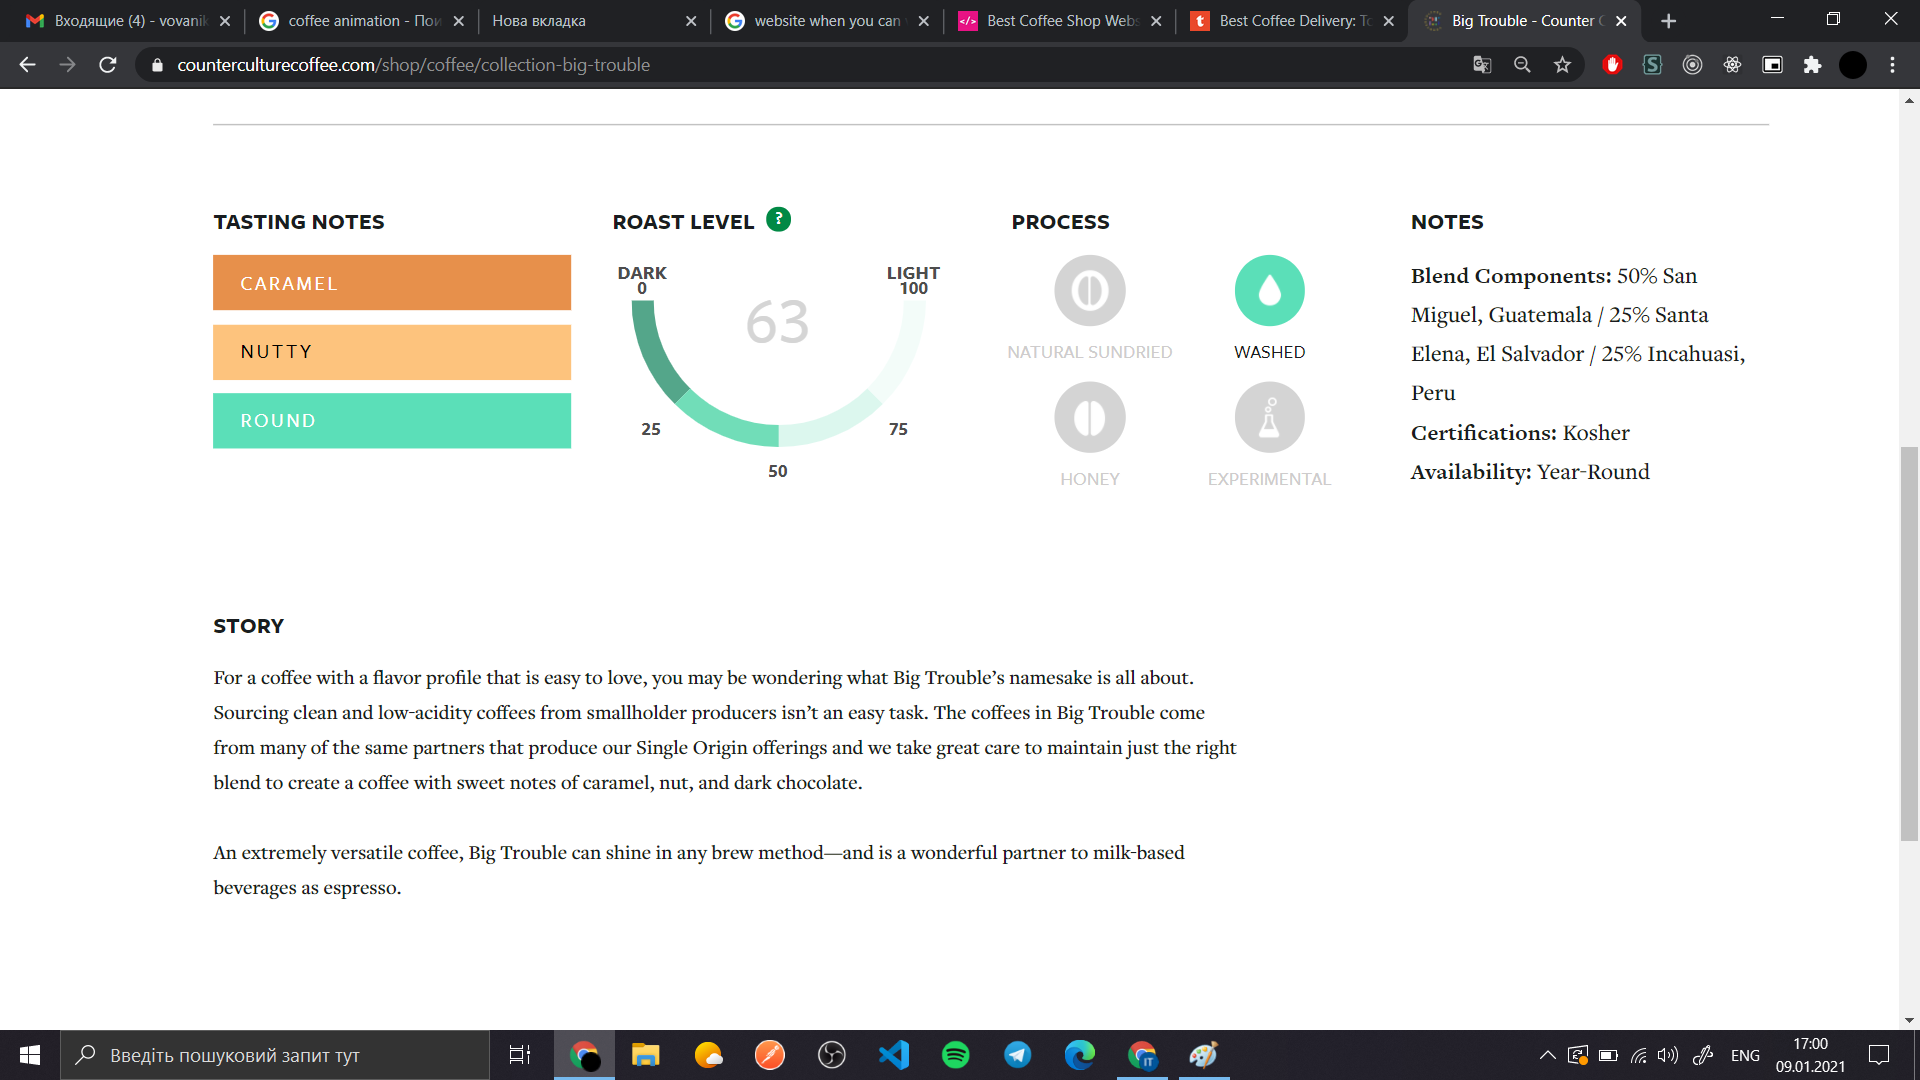 Входящие (4) - vovanik
coffee animation - Пои
Нова вкладка
website when you can
Best Coffee Shop Webs
Best Coffee Delivery: To
Big Trouble - Counter C
counterculturecoffee.com/shop/coffee/collection-big-trouble
TASTING NOTES
CARAMEL
NUTTY
ROUND
ROAST LEVEL ?
DARK
0
LIGHT
100
63
25
75
50
PROCESS
NATURAL SUNDRIED
WASHED
HONEY
EXPERIMENTAL
NOTES
Blend Components: 50% San
Miguel, Guatemala / 25% Santa
Elena, El Salvador / 25% Incahuasi,
Peru
Certifications: Kosher
Availability: Year-Round
STORY
For a coffee with a flavor profile that is easy to love, you may be wondering what Big Trouble’s namesake is all about.
Sourcing clean and low-acidity coffees from smallholder producers isn’t an easy task. The coffees in Big Trouble come
from many of the same partners that produce our Single Origin offerings and we take great care to maintain just the right
blend to create a coffee with sweet notes of caramel, nut, and dark chocolate.
An extremely versatile coffee, Big Trouble can shine in any brew method—and is a wonderful partner to milk-based
beverages as espresso.
Введіть пошуковий запит тут
IT
ENG
17:00
09.01.2021